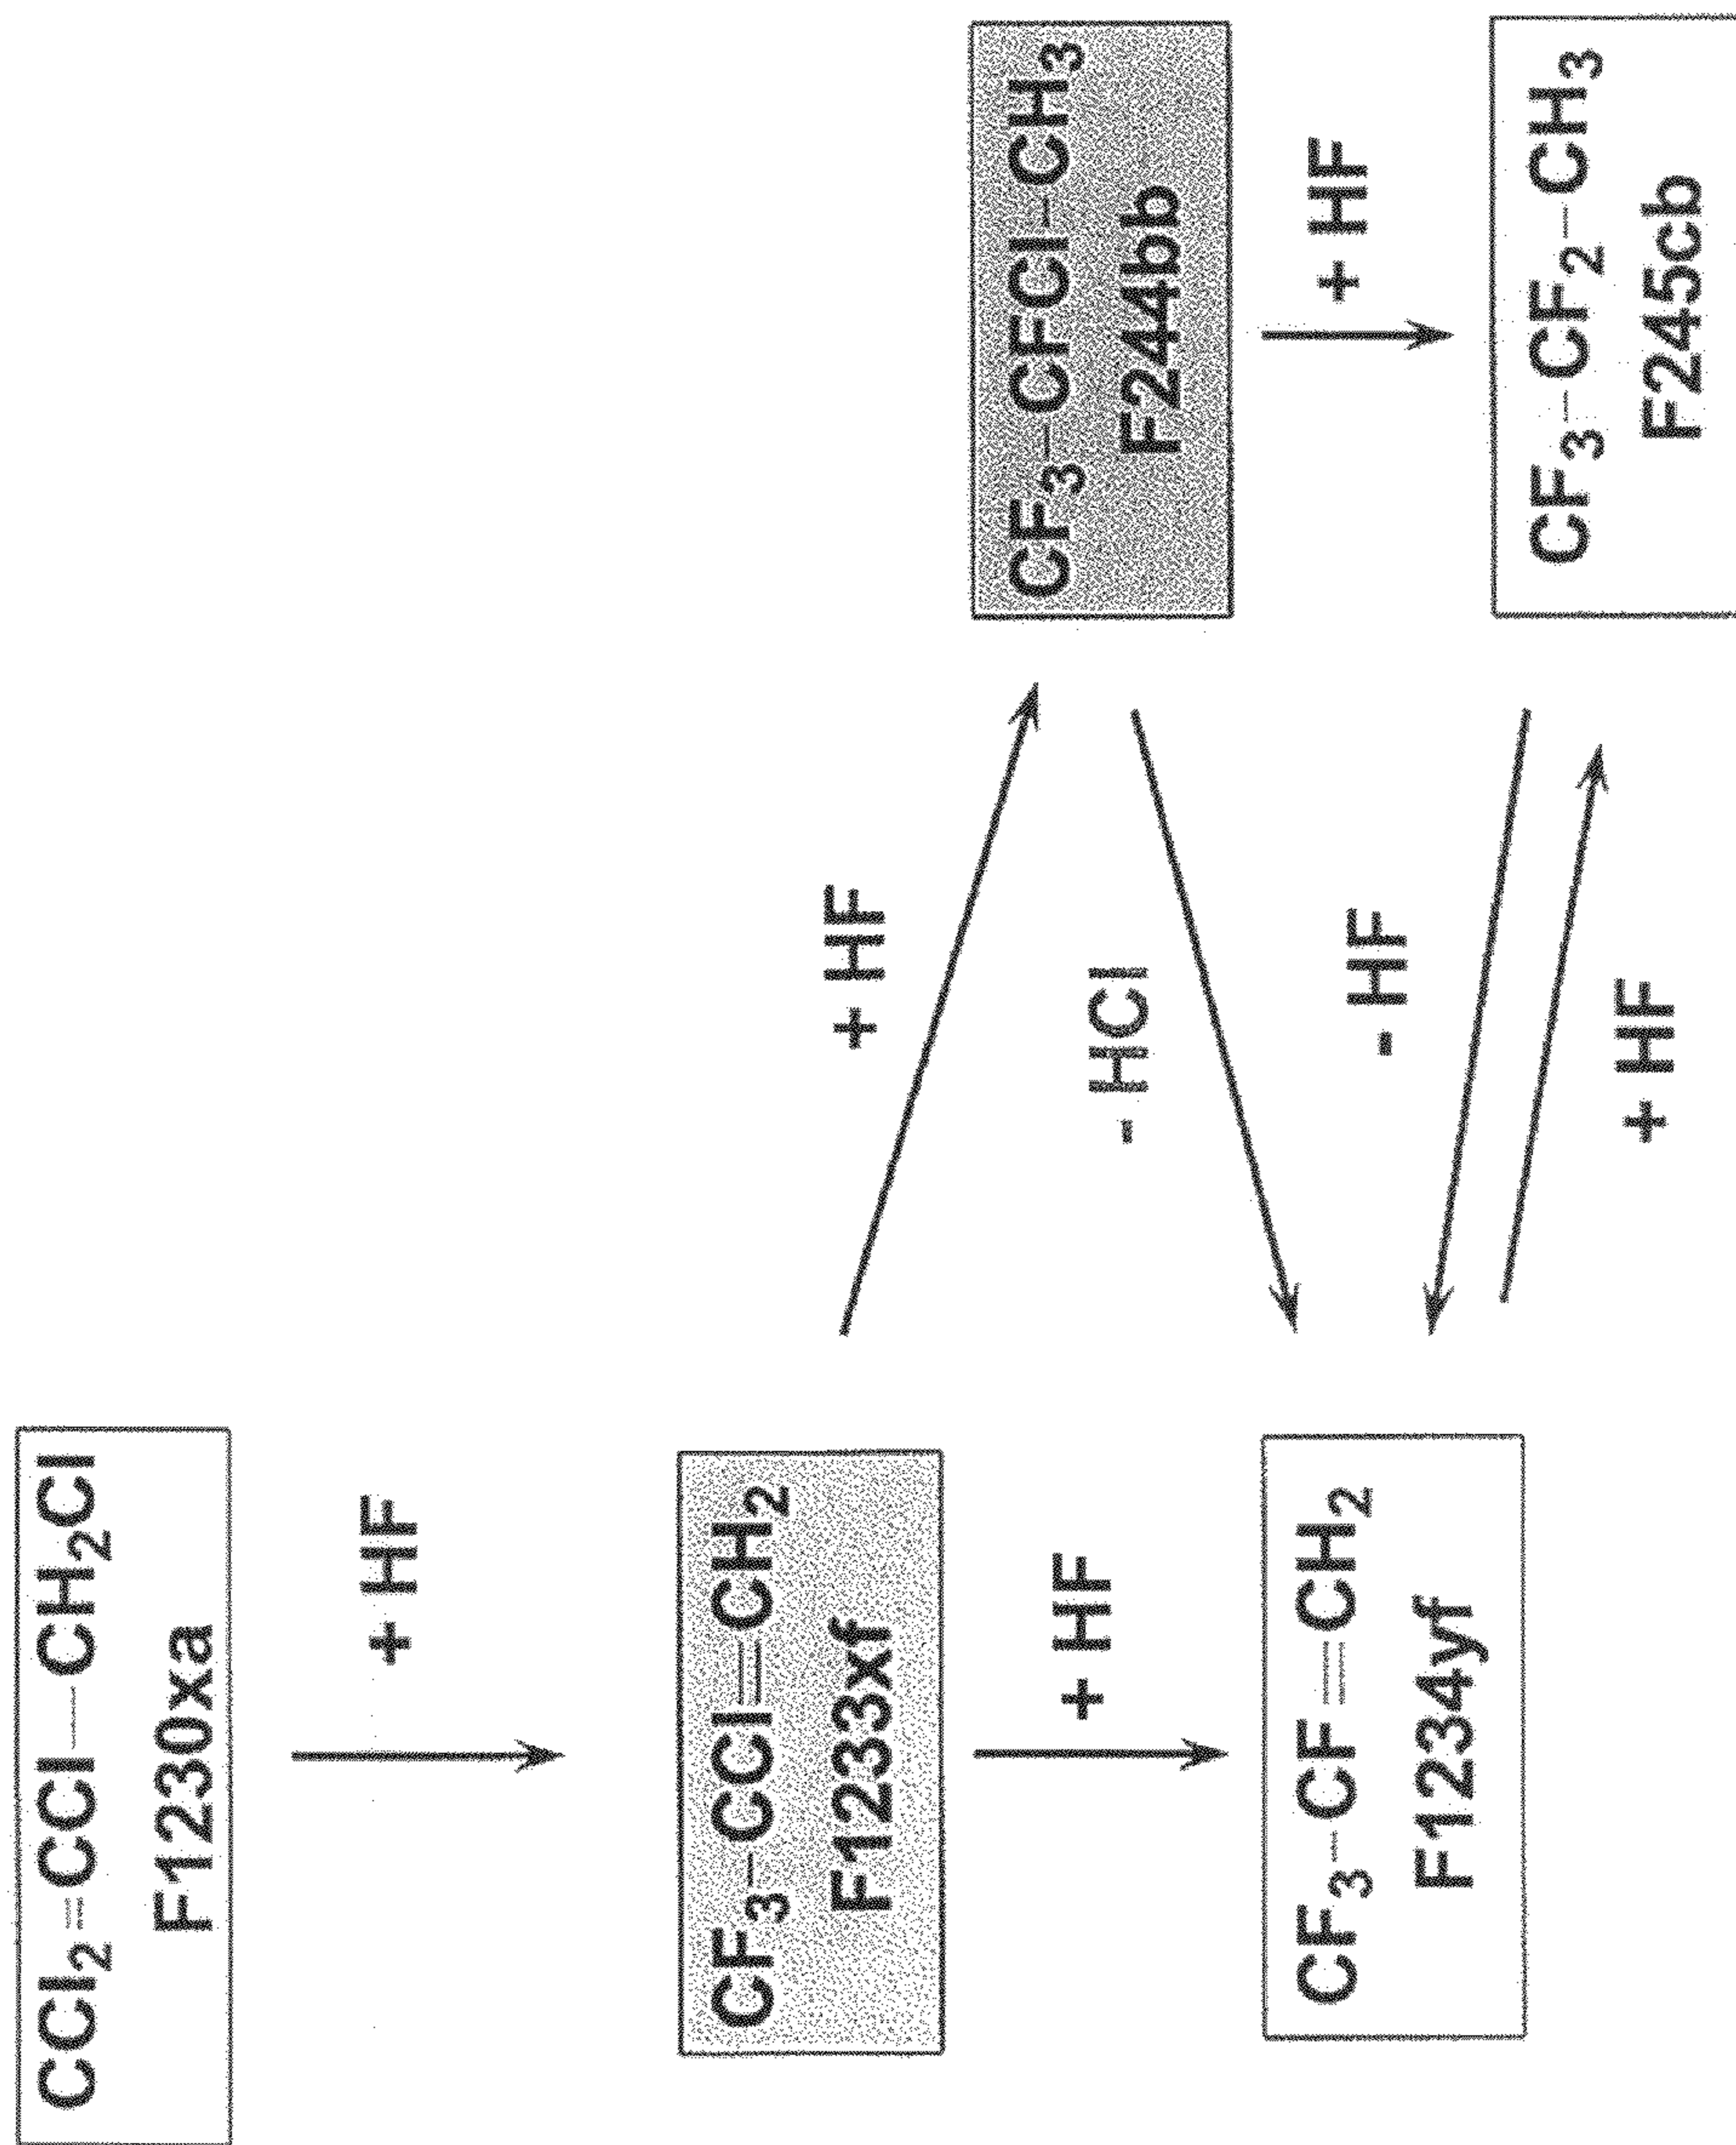 CCl₂=CCl—CH₂Cl
F1230xa
+ HF
CF₃–CCl=CH₂
F1233xf
+ HF
CF₃–CF=CH₂
F1234yf
+ HF
- HCl
- HF
+ HF
CF₃–CFCl–CH₃
F244bb
+ HF
CF₃–CF₂–CH₃
F245cb